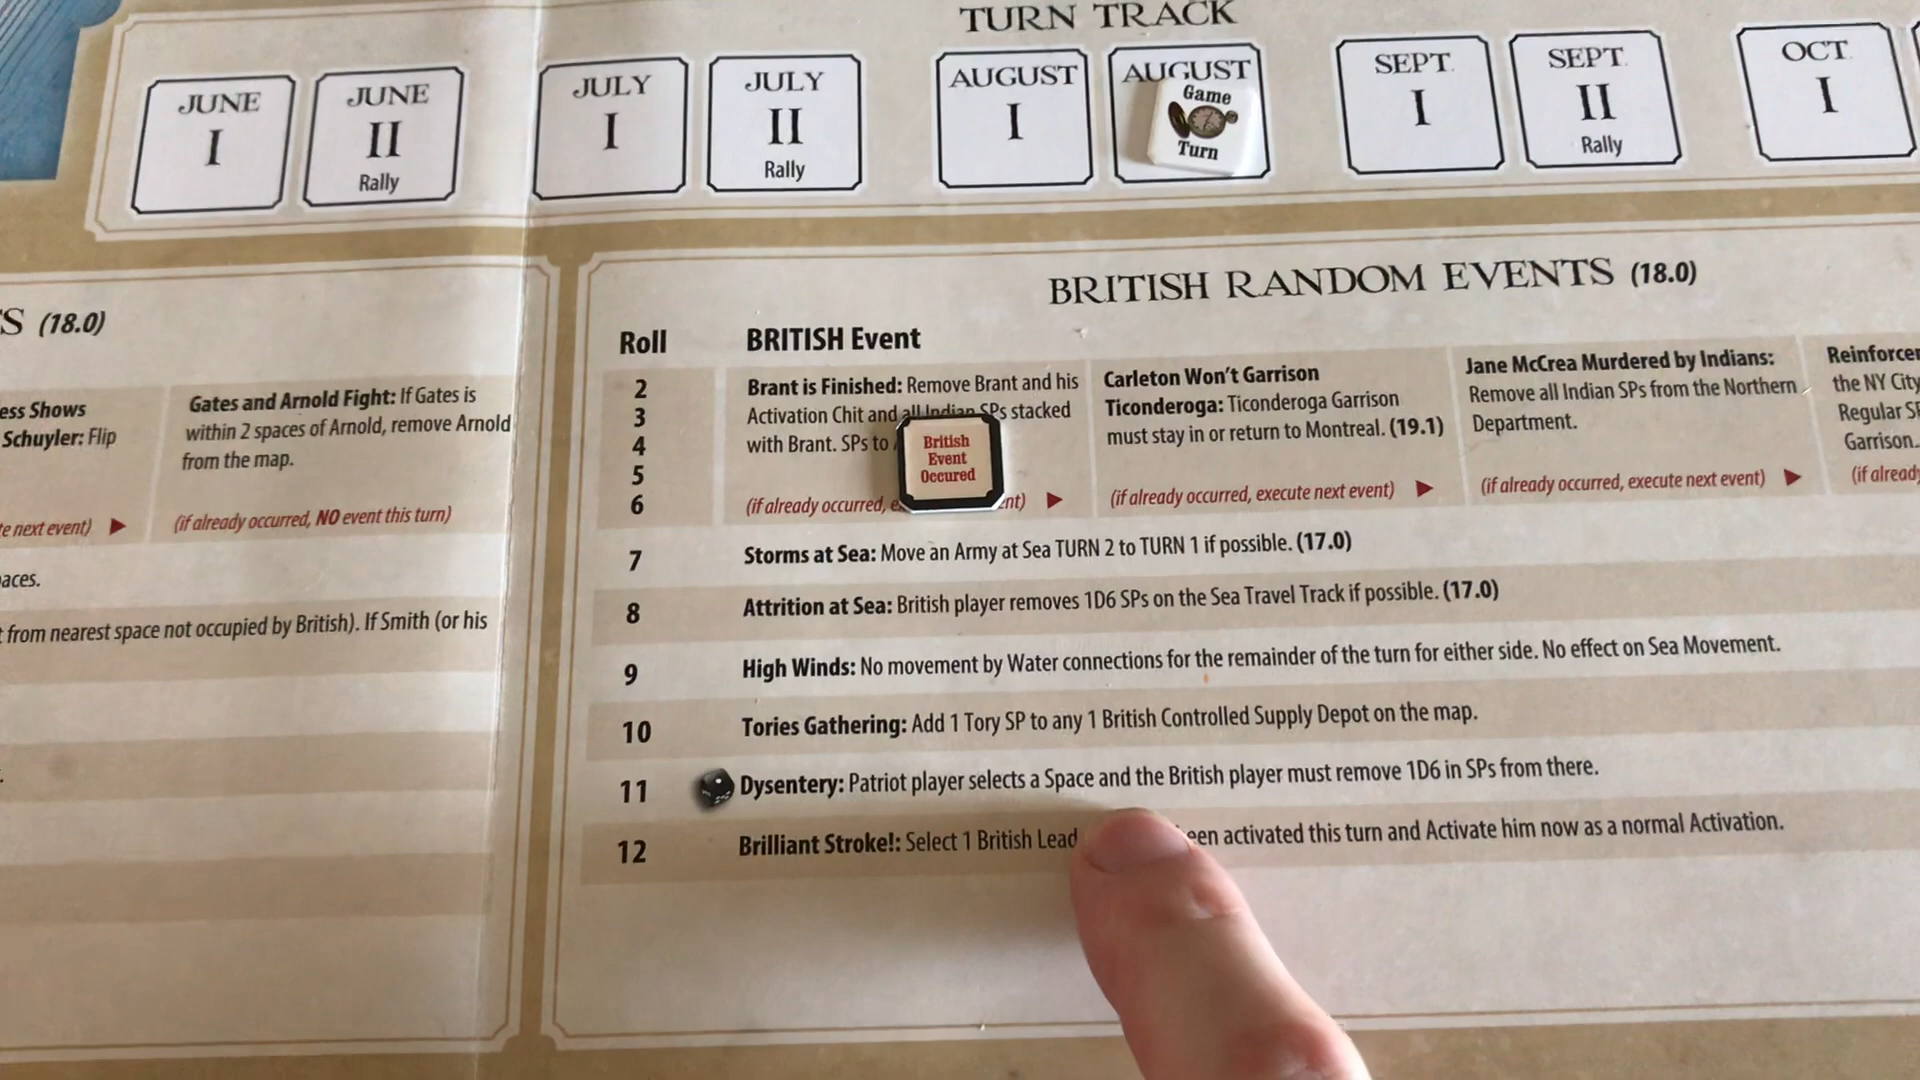 TURN TRACK
JUNE
I
JUNE
II
Rally
JULY
I
JULY
II
Rally
AUGUST
I
AUGUST
Game
Turn
SEPT.
I
SEPT.
II
Rally
OCT.
I
S (18.0)
ess Shows
Schuyler: Flip
te next event) ▶
Gates and Arnold Fight: If Gates is
within 2 spaces of Arnold, remove Arnold
from the map.
(if already occurred, NO event this turn)
aces.
from nearest space not occupied by British). If Smith (or his
BRITISH RANDOM EVENTS (18.0)
Roll
BRITISH Event
2
3
4
5
6
Brant is Finished: Remove Brant and his
Activation Chit and all Indian SPs stacked
with Brant. SPs to
(if already occurred, e
nt) ▶
British
Event
Occured
Carleton Won't Garrison
Ticonderoga: Ticonderoga Garrison
must stay in or return to Montreal. (19.1)
(if already occurred, execute next event) ▶
Jane McCrea Murdered by Indians:
Remove all Indian SPs from the Northern
Department.
(if already occurred, execute next event) ▶
Reinforce
the NY City
Regular S
Garrison.
(if already
7 Storms at Sea: Move an Army at Sea TURN 2 to TURN 1 if possible. (17.0)
8 Attrition at Sea: British player removes 1D6 SPs on the Sea Travel Track if possible. (17.0)
9 High Winds: No movement by Water connections for the remainder of the turn for either side. No effect on Sea Movement.
10 Tories Gathering: Add 1 Tory SP to any 1 British Controlled Supply Depot on the map.
11 Dysentery: Patriot player selects a Space and the British player must remove 1D6 in SPs from there.
12 Brilliant Stroke!: Select 1 British Lead
een activated this turn and Activate him now as a normal Activation.